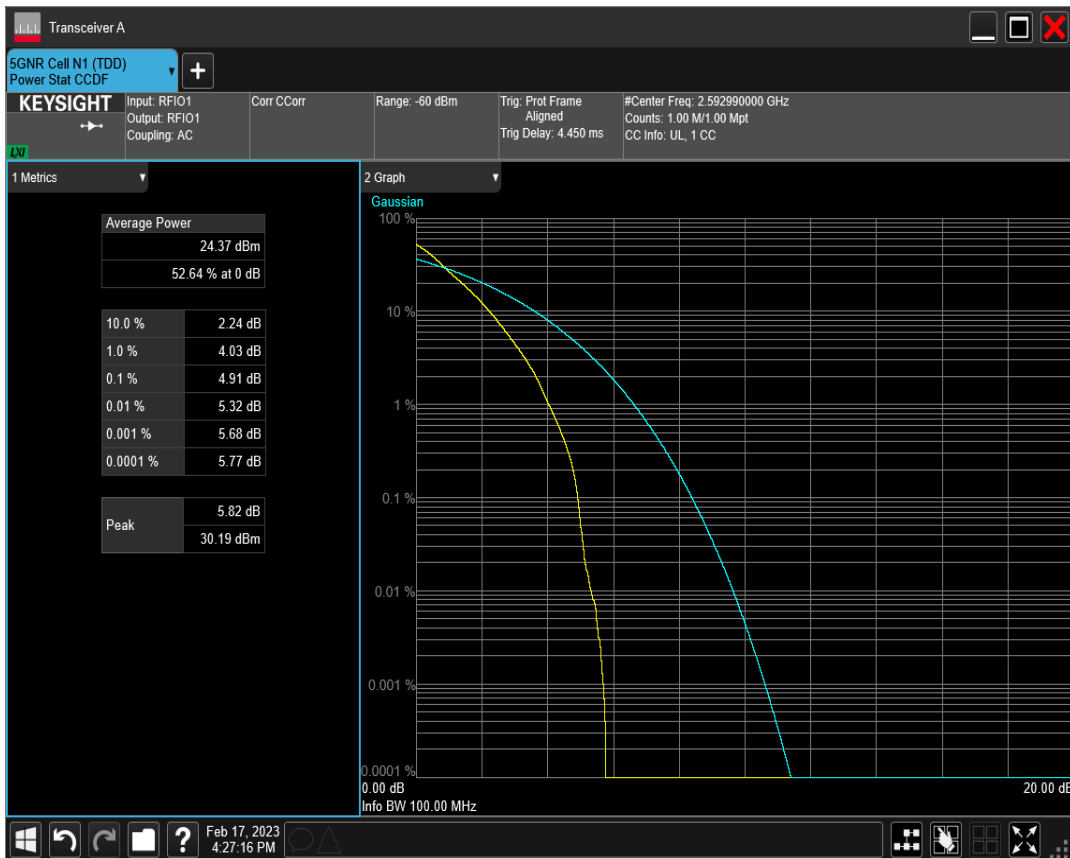 Transceiver A
5GNR Cell N1 (TDD)
Power Stat CCDF
KEYSIGHT
LXI
Input: RFIO1
Output: RFIO1
Coupling: AC
Corr CCorr
Range: -60 dBm
Trig: Prot Frame
Aligned
Trig Delay: 4.450 ms
#Center Freq: 2.592990000 GHz
Counts: 1.00 M/1.00 Mpt
CC Info: UL, 1 CC
1 Metrics
Average Power
24.37 dBm
52.64 % at 0 dB
10.0 % 2.24 dB
1.0 % 4.03 dB
0.1 % 4.91 dB
0.01 % 5.32 dB
0.001 % 5.68 dB
0.0001 % 5.77 dB
Peak
5.82 dB
30.19 dBm
2 Graph
Gaussian
100 %
10 %
1 %
0.1 %
0.01 %
0.001 %
0.0001 %
0.00 dB
20.00 dB
Info BW 100.00 MHz
?
Feb 17, 2023
4:27:16 PM